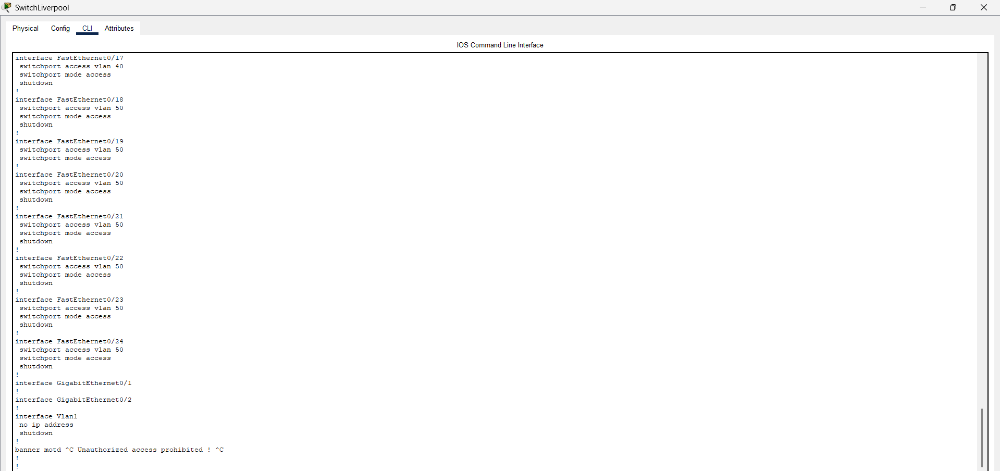 SwitchLiverpool
Physical Config CLI Attributes
IOS Command Line Interface
interface FastEthernet0/17
switchport access vlan 40
switchport mode access
shutdown
!
interface FastEthernet0/18
switchport access vlan 50
switchport mode access
shutdown
!
interface FastEthernet0/19
switchport access vlan 50
switchport mode access
!
interface FastEthernet0/20
switchport access vlan 50
switchport mode access
shutdown
!
interface FastEthernet0/21
switchport access vlan 50
switchport mode access
shutdown
!
interface FastEthernet0/22
switchport access vlan 50
switchport mode access
shutdown
!
interface FastEthernet0/23
switchport access vlan 50
switchport mode access
shutdown
!
interface FastEthernet0/24
switchport access vlan 50
switchport mode access
shutdown
!
interface GigabitEthernet0/1
!
interface GigabitEthernet0/2
!
interface Vlan1
no ip address
shutdown
!
banner motd ^C Unauthorized access prohibited ! ^C
!
!